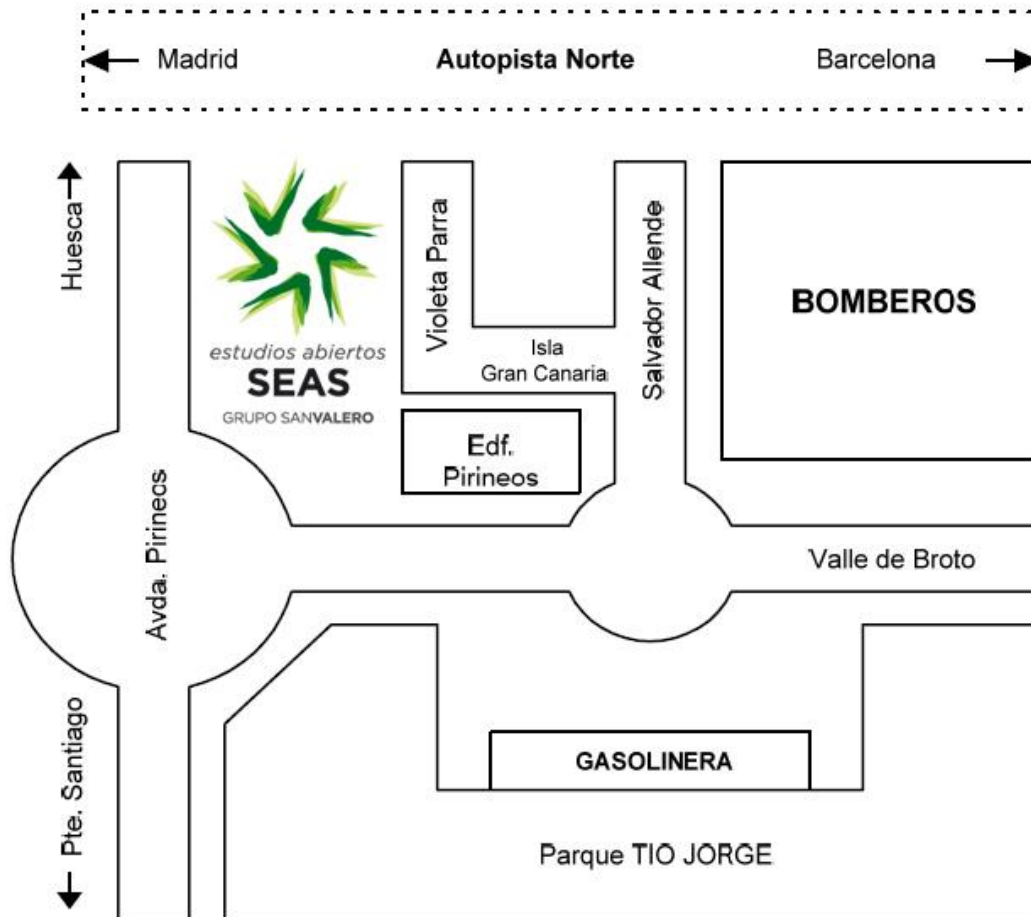 Madrid
Autopista Norte
Barcelona
Huesca
Violeta Parra
Salvador Allende
BOMBEROS
estudios abiertos
SEAS
GRUPO SANVALERO
Isla
Gran Canaria
Edf.
Pirineos
Avda. Pirineos
Valle de Broto
Pte. Santiago
GASOLINERA
Parque TIO JORGE